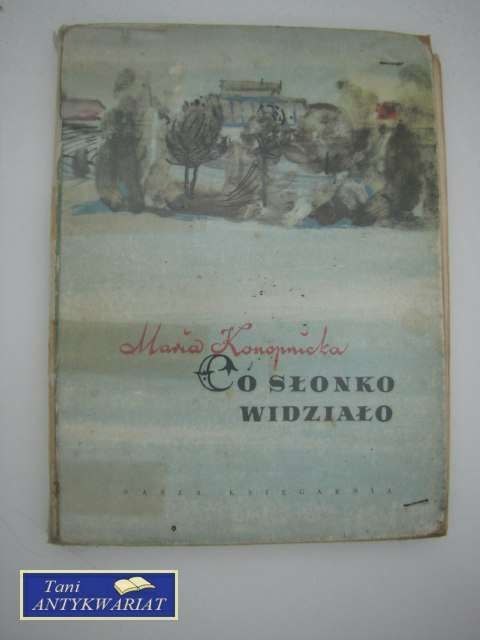 Maria Konopnicka
CO SŁONKO
WIDZIAŁO
NASZA KSIĘGARNIA
Tani
ANTYKWARIAT